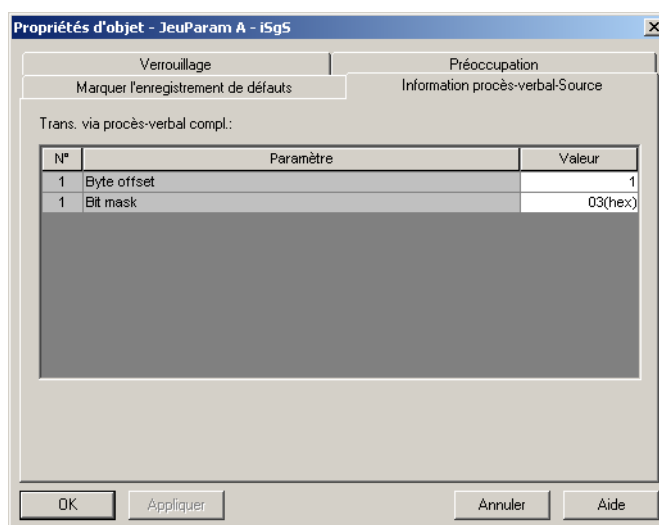 Propriétés d'objet - JeuParam A - iSgS
Verrouillage Préoccupation
Marquer l'enregistrement de défauts Information procès-verbal-Source
Trans. via procès-verbal compl.:
N° Paramètre Valeur
1 Byte offset 1
1 Bit mask 03(hex)
OK Appliquer Annuler Aide